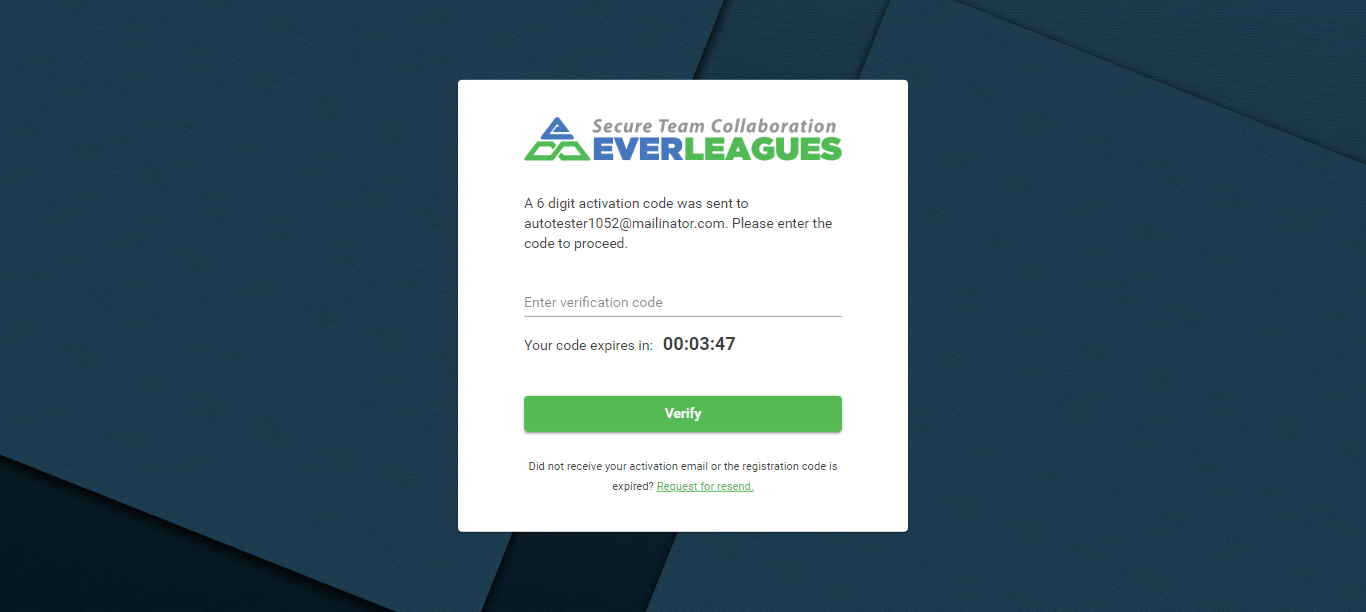 Secure Team Collaboration
EVERLEAGUES
A 6 digit activation code was sent to
autotester1052@mailinator.com. Please enter the
code to proceed.
Enter verification code
Your code expires in: 00:03:47
Verify
Did not receive your activation email or the registration code is
expired? Request for resend.